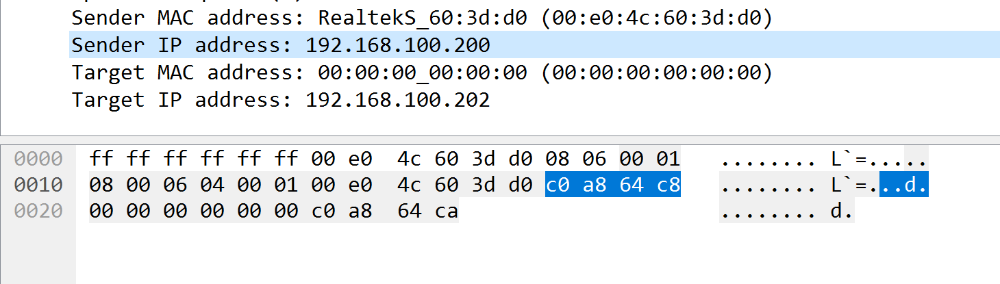 Sender MAC address: RealtekS_60:3d:d0 (00:e0:4c:60:3d:d0)
Sender IP address: 192.168.100.200
Target MAC address: 00:00:00_00:00:00 (00:00:00:00:00:00)
Target IP address: 192.168.100.202
0000 ff ff ff ff ff ff 00 e0 4c 60 3d d0 08 06 00 01 ........ L`=.....
0010 08 00 06 04 00 01 00 e0 4c 60 3d d0 c0 a8 64 c8 ........ L`=...d.
0020 00 00 00 00 00 00 c0 a8 64 ca ........ d.